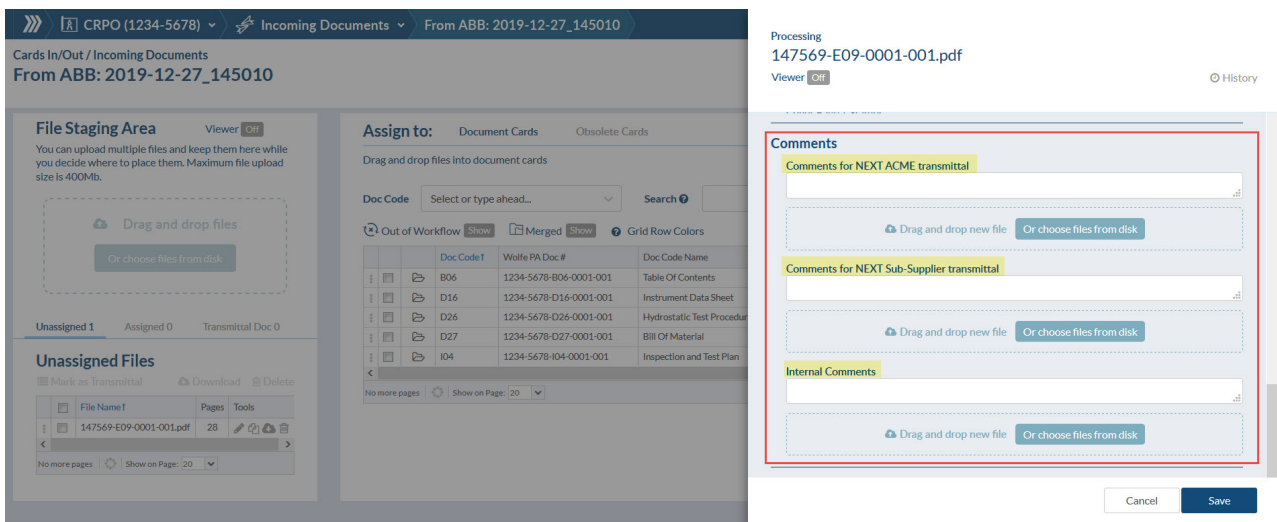 CRPO (1234-5678)
Incoming Documents
From ABB: 2019-12-27_145010
Cards In/Out / Incoming Documents
From ABB: 2019-12-27_145010
File Staging Area
Viewer Off
You can upload multiple files and keep them here while
you decide where to place them. Maximum file upload
size is 400Mb.
Drag and drop files
Or choose files from disk
Unassigned 1 Assigned 0 Transmittal Doc 0
Unassigned Files
Mark as Transmittal Download Delete
File Name↑ Pages Tools
147569-E09-0001-001.pdf 28
No more pages Show on Page: 20
Assign to: Document Cards Obsolete Cards
Drag and drop files into document cards
Doc Code Select or type ahead... Search
Out of Workflow Show Merged Show Grid Row Colors
Doc Code↑ Wolfe PA Doc # Doc Code Name
B06 1234-5678-B06-0001-001 Table Of Contents
D16 1234-5678-D16-0001-001 Instrument Data Sheet
D26 1234-5678-D26-0001-001 Hydrostatic Test Procedur
D27 1234-5678-D27-0001-001 Bill Of Material
I04 1234-5678-I04-0001-001 Inspection and Test Plan
No more pages Show on Page: 20
Processing
147569-E09-0001-001.pdf
Viewer Off
History
Comments
Comments for NEXT ACME transmittal
Drag and drop new file Or choose files from disk
Comments for NEXT Sub-Supplier transmittal
Drag and drop new file Or choose files from disk
Internal Comments
Drag and drop new file Or choose files from disk
Cancel Save